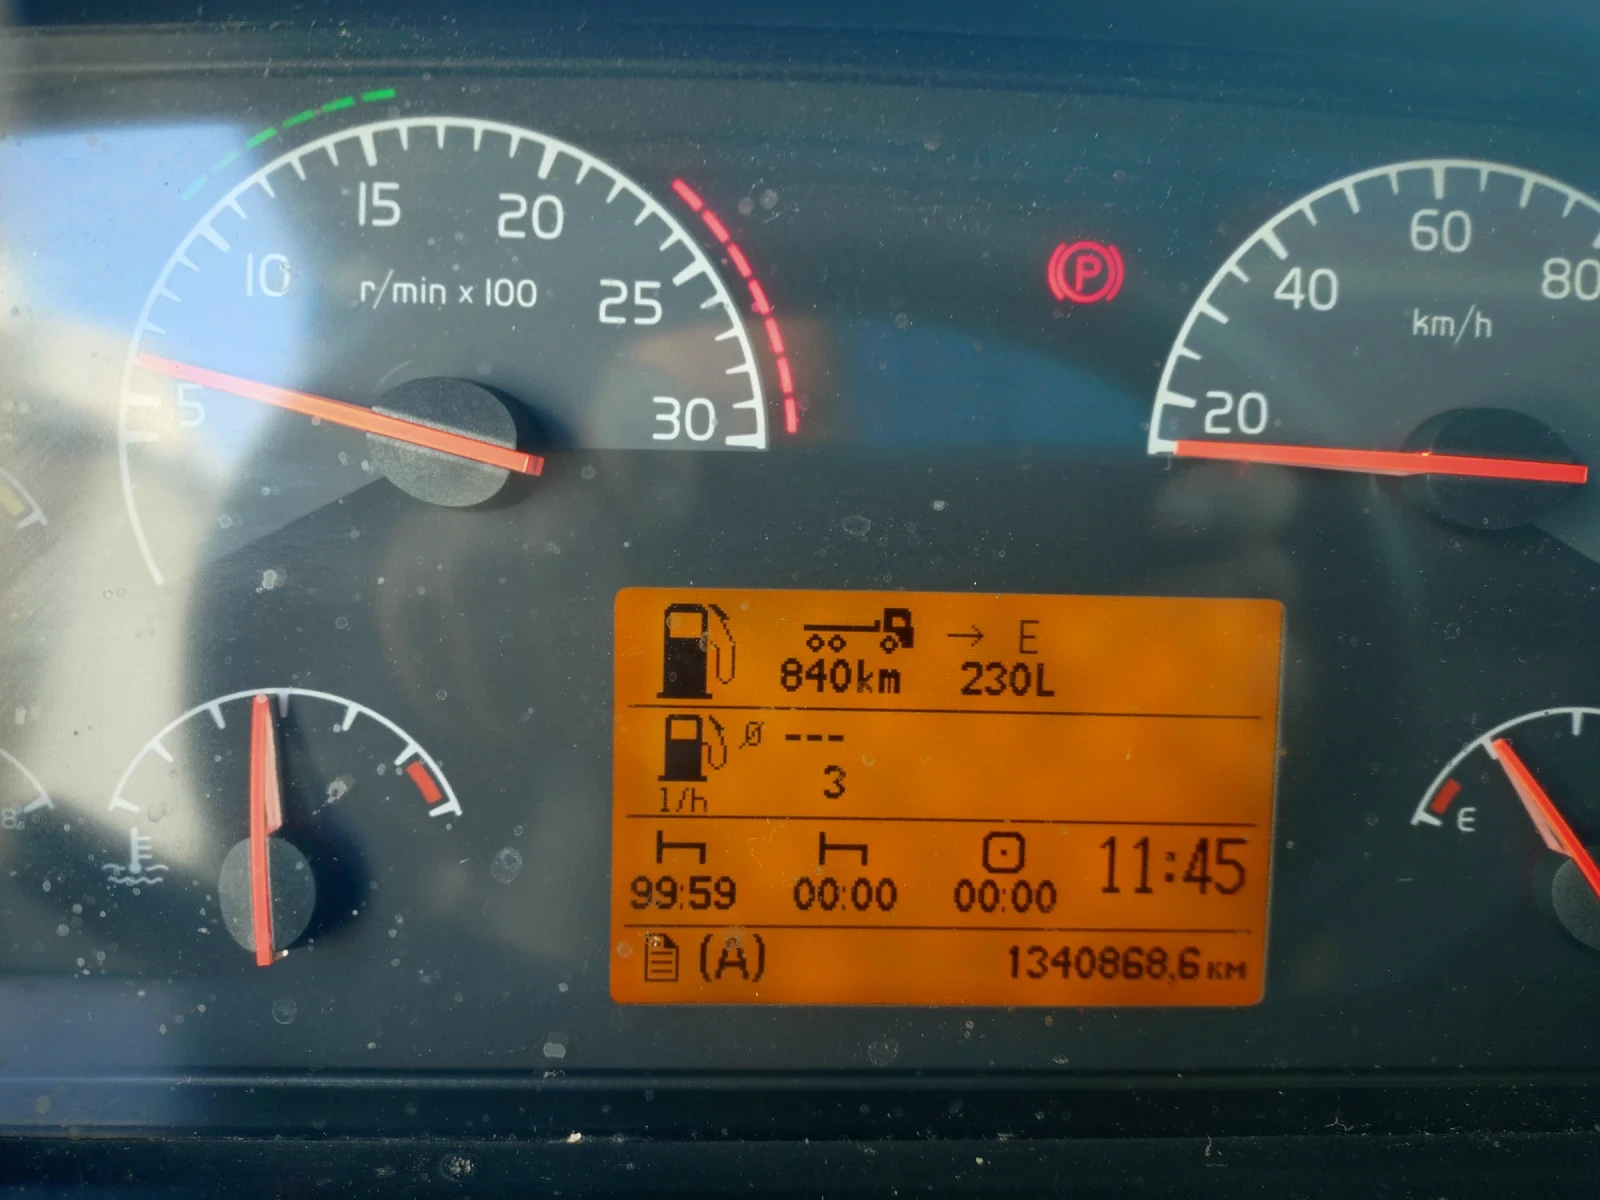 5
10
15
20
25
30
r/min x 100
P
20
40
60
80
km/h
→ E
840km 230L
Ø ---
l/h 3
99:59 00:00 00:00 11:45
(A) 1340868,6 KM
E